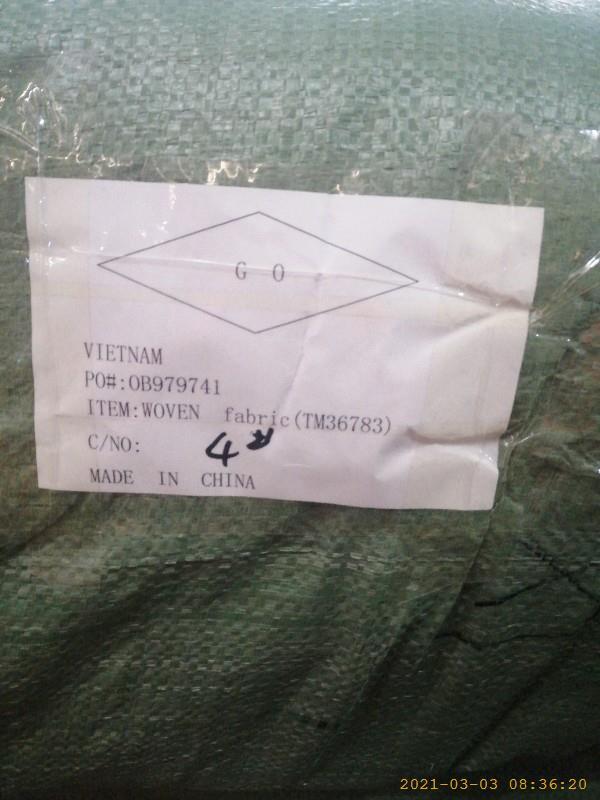 G O
VIETNAM
PO#:OB979741
ITEM:WOVEN fabric(TM36783)
C/NO: 4#
MADE IN CHINA
2021-03-03 08:36:20